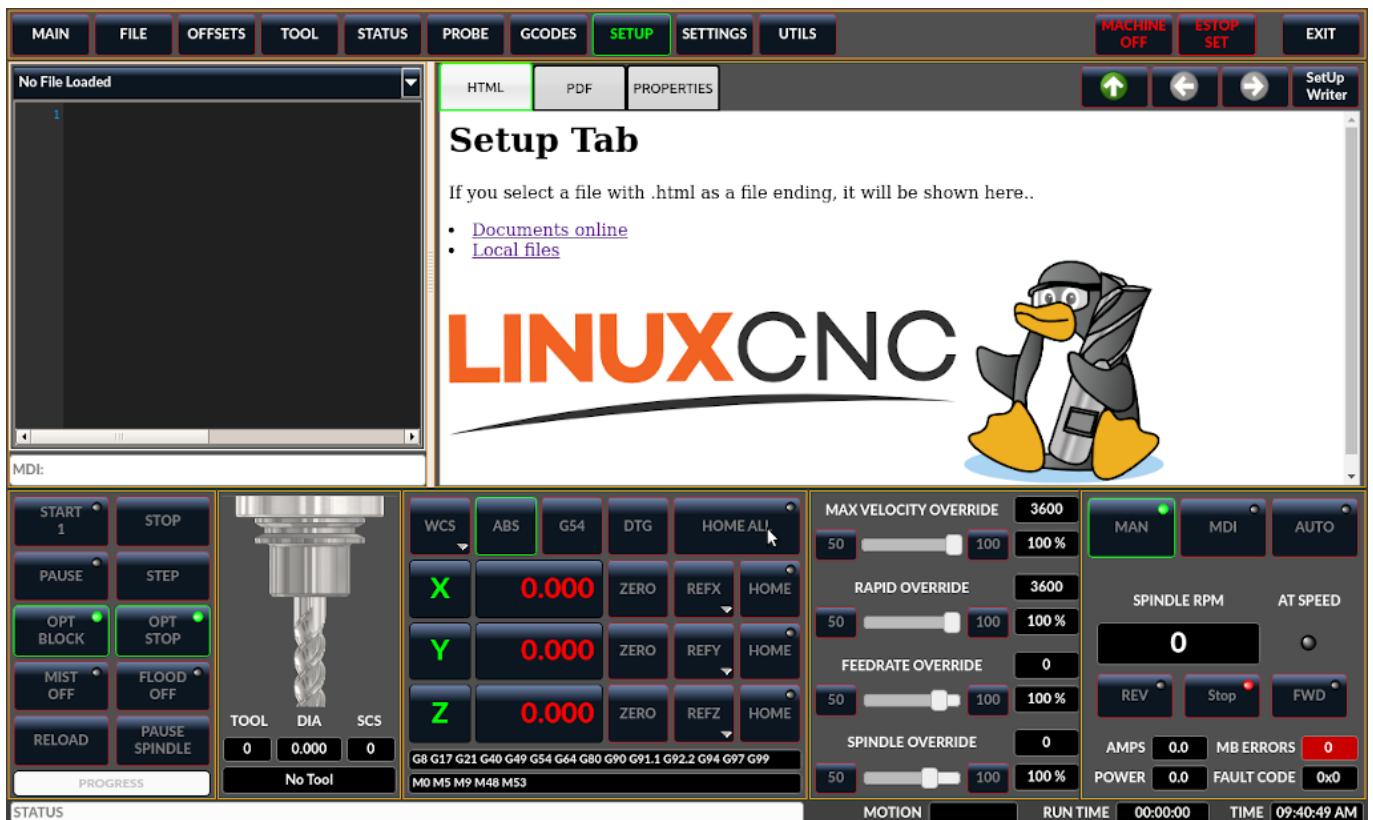 MAIN FILE OFFSETS TOOL STATUS PROBE GCODES SETUP SETTINGS UTILS MACHINE OFF ESTOP SET EXIT
No File Loaded
1
MDI:
HTML PDF PROPERTIES SetUp Writer
Setup Tab
If you select a file with .html as a file ending, it will be shown here..
• Documents online
• Local files
LINUXCNC
START 1
STOP
PAUSE
STEP
OPT BLOCK
OPT STOP
MIST OFF
FLOOD OFF
RELOAD
PAUSE SPINDLE
PROGRESS
TOOL DIA SCS
0 0.000 0
No Tool
WCS ABS G54 DTG HOME ALL
X 0.000 ZERO REFX HOME
Y 0.000 ZERO REFY HOME
Z 0.000 ZERO REFZ HOME
G8 G17 G21 G40 G49 G54 G64 G80 G90 G91.1 G92.2 G94 G97 G99
M0 M5 M9 M48 M53
MAX VELOCITY OVERRIDE 3600
50 100 100 %
RAPID OVERRIDE 3600
50 100 100 %
FEEDRATE OVERRIDE 0
50 100 100 %
SPINDLE OVERRIDE 0
50 100 100 %
MAN MDI AUTO
SPINDLE RPM AT SPEED
0
REV Stop FWD
AMPS 0.0 MB ERRORS 0
POWER 0.0 FAULT CODE 0x0
STATUS MOTION RUN TIME 00:00:00 TIME 09:40:49 AM